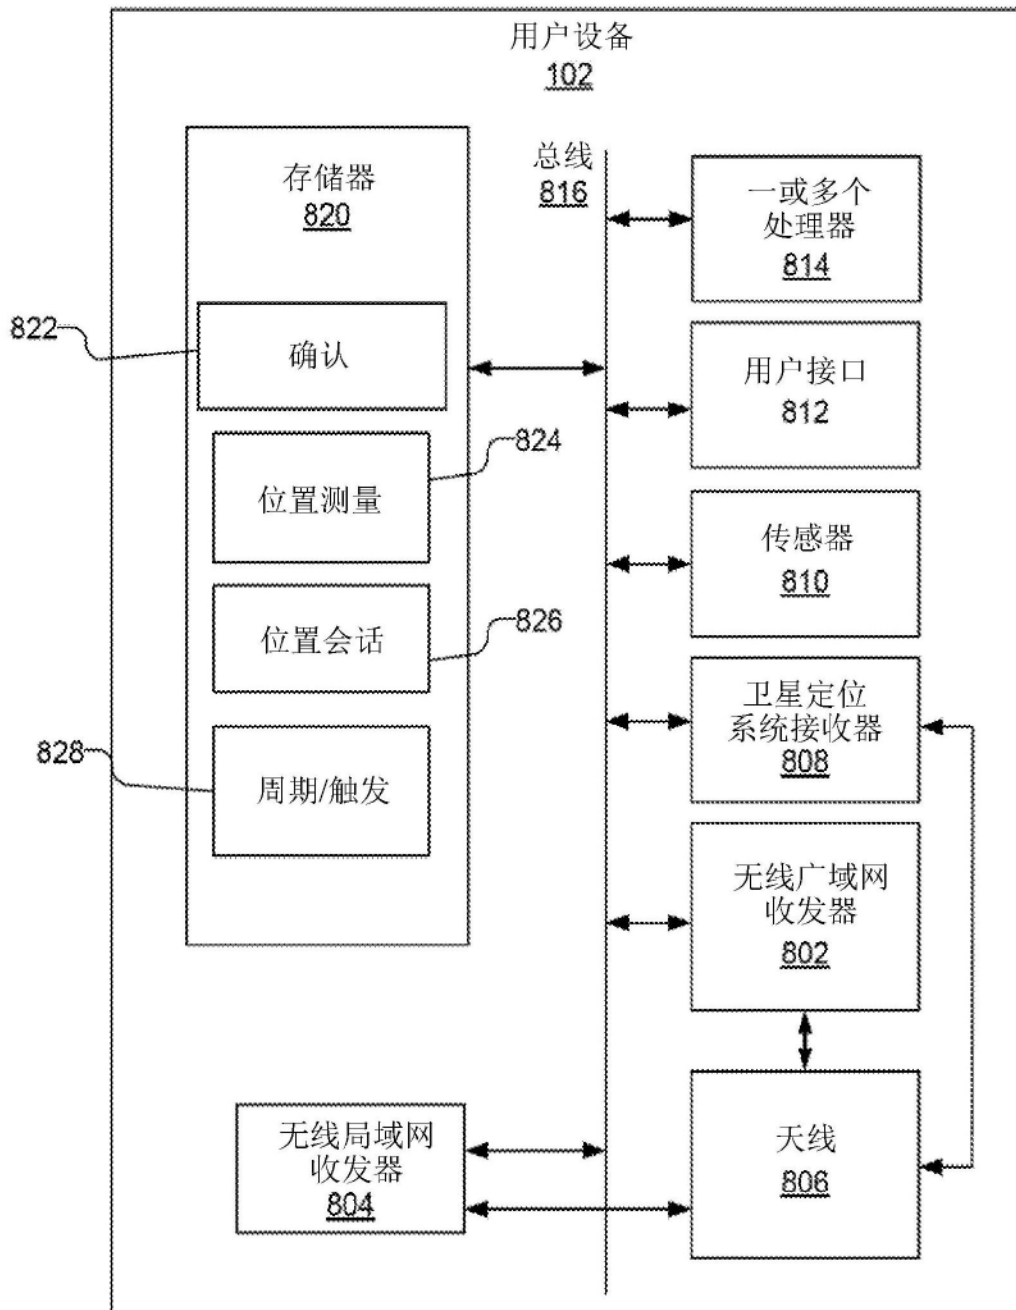 用户设备
102
存储器
820
822
确认
824
位置测量
位置会话
826
828
周期/触发
总线
816
一或多个
处理器
814
用户接口
812
传感器
810
卫星定位
系统接收器
808
无线广域网
收发器
802
无线局域网
收发器
804
天线
806